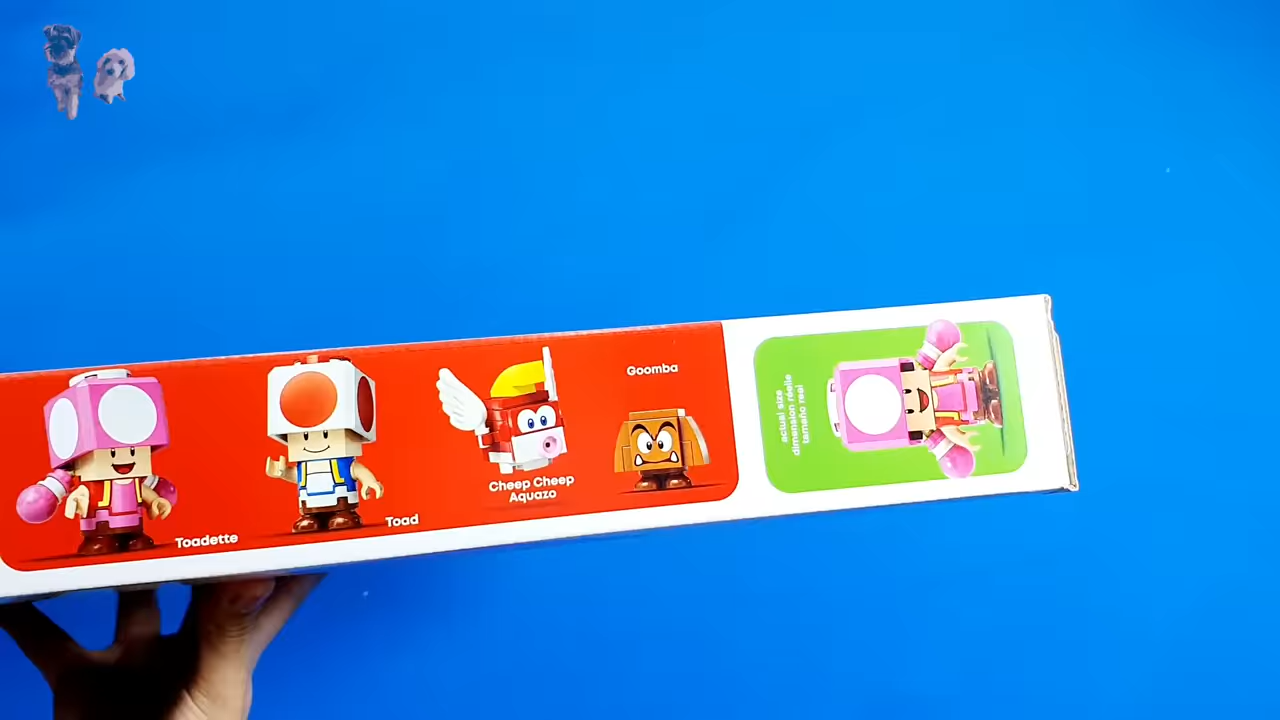 Toadette
Toad
Cheep Cheep
Aquazo
Goomba
actual size
dimension réelle
tamaño real